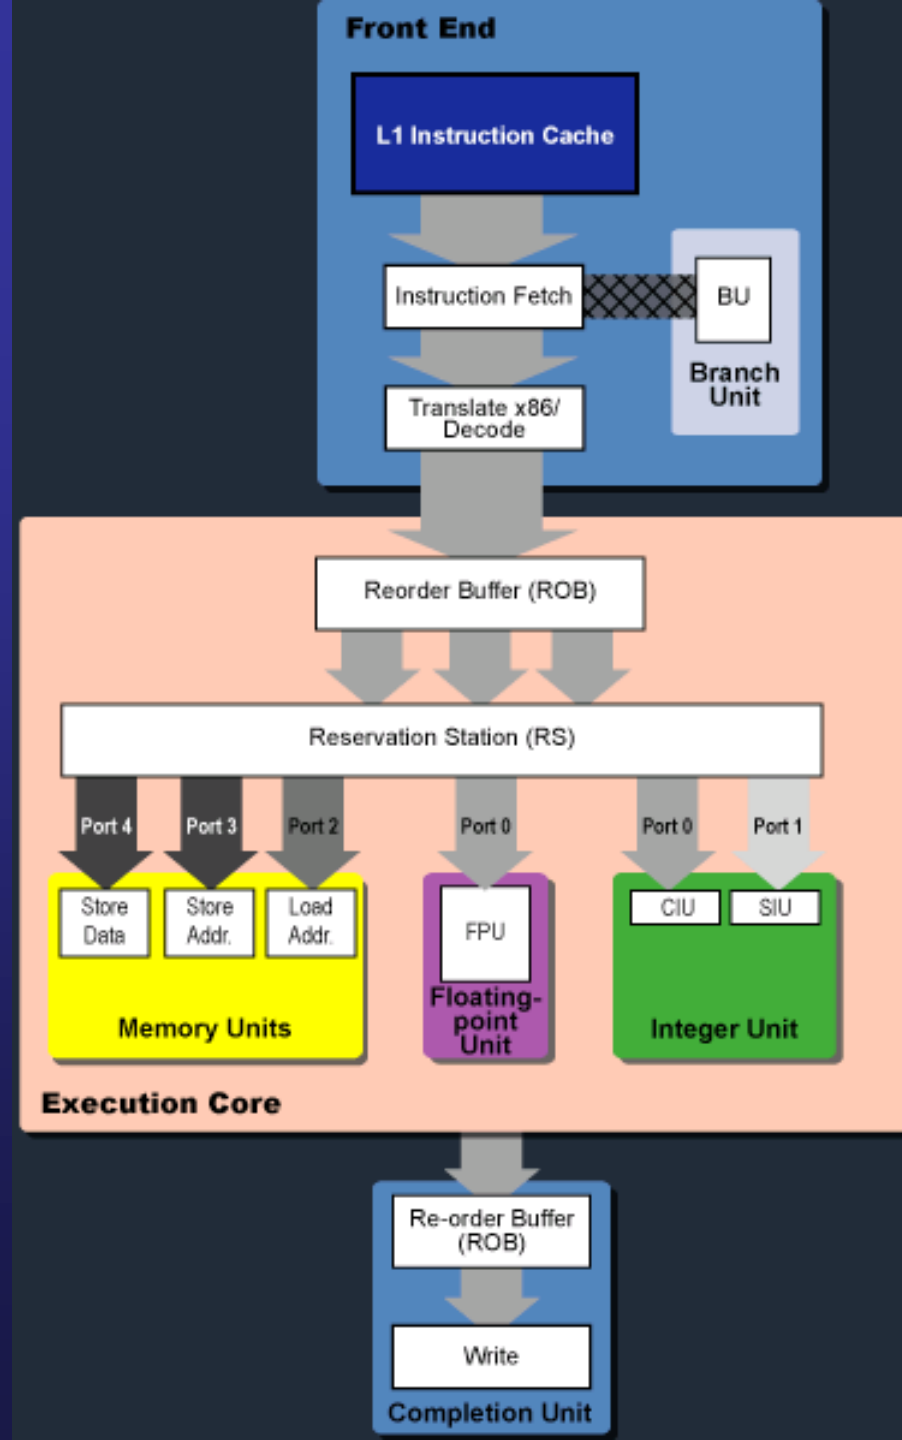 Front End
L1 Instruction Cache
Instruction Fetch
BU
Branch
Unit
Translate x86/
Decode
Reorder Buffer (ROB)
Reservation Station (RS)
Port 4
Port 3
Port 2
Port 0
Port 0
Port 1
Store
Data
Store
Addr.
Load
Addr.
FPU
CIU
SIU
Memory Units
Floating-
point
Unit
Integer Unit
Execution Core
Re-order Buffer
(ROB)
Write
Completion Unit